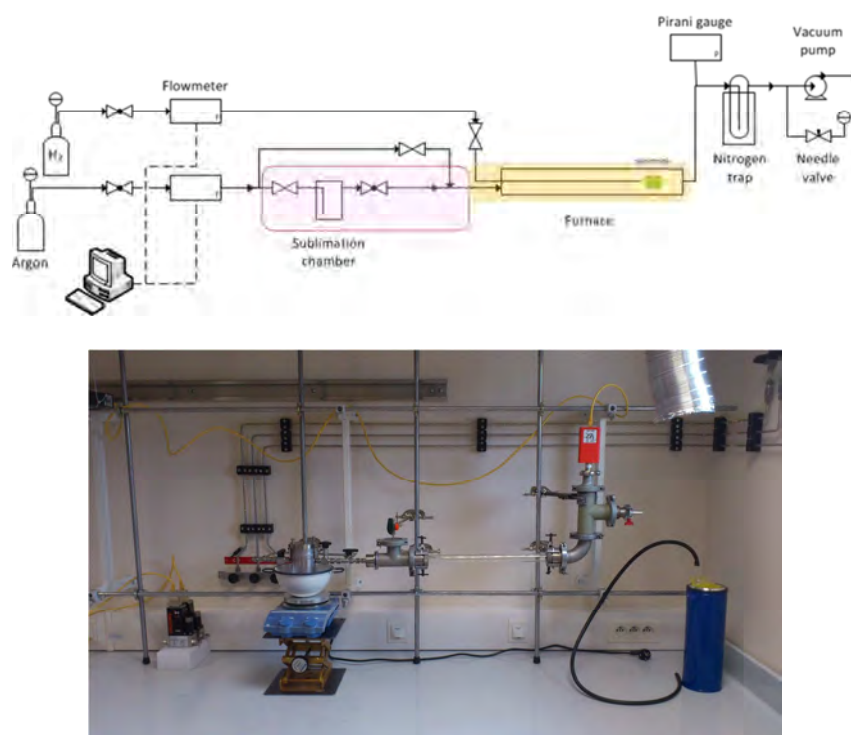 Pirani gauge
P
Vacuum
pump
Flowmeter
H₂
Nitrogen
trap
Needle
valve
Furnace
Sublimation
chamber
Argon